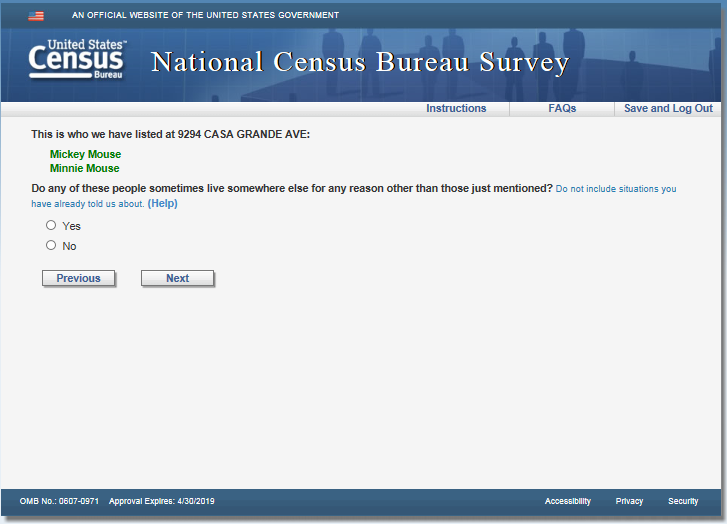 AN OFFICIAL WEBSITE OF THE UNITED STATES GOVERNMENT
United States™
Census
Bureau
National Census Bureau Survey
Instructions FAQs Save and Log Out
This is who we have listed at 9294 CASA GRANDE AVE:
Mickey Mouse
Minnie Mouse
Do any of these people sometimes live somewhere else for any reason other than those just mentioned? Do not include situations you
have already told us about. (Help)
Yes
No
Previous Next
OMB No.: 0607-0971 Approval Expires: 4/30/2019 Accessibility Privacy Security